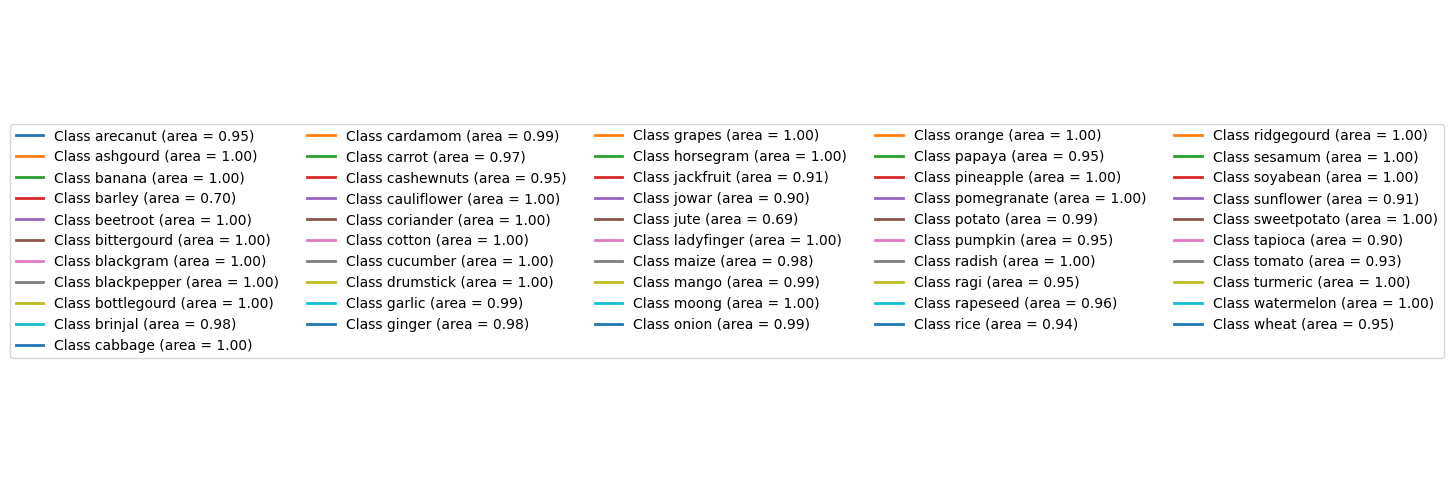 Class arecanut (area = 0.95)
Class ashgourd (area = 1.00)
Class banana (area = 1.00)
Class barley (area = 0.70)
Class beetroot (area = 1.00)
Class bittergourd (area = 1.00)
Class blackgram (area = 1.00)
Class blackpepper (area = 1.00)
Class bottlegourd (area = 1.00)
Class brinjal (area = 0.98)
Class cabbage (area = 1.00)
Class cardamom (area = 0.99)
Class carrot (area = 0.97)
Class cashewnuts (area = 0.95)
Class cauliflower (area = 1.00)
Class coriander (area = 1.00)
Class cotton (area = 1.00)
Class cucumber (area = 1.00)
Class drumstick (area = 1.00)
Class garlic (area = 0.99)
Class ginger (area = 0.98)
Class grapes (area = 1.00)
Class horsegram (area = 1.00)
Class jackfruit (area = 0.91)
Class jowar (area = 0.90)
Class jute (area = 0.69)
Class ladyfinger (area = 1.00)
Class maize (area = 0.98)
Class mango (area = 0.99)
Class moong (area = 1.00)
Class onion (area = 0.99)
Class orange (area = 1.00)
Class papaya (area = 0.95)
Class pineapple (area = 1.00)
Class pomegranate (area = 1.00)
Class potato (area = 0.99)
Class pumpkin (area = 0.95)
Class radish (area = 1.00)
Class ragi (area = 0.95)
Class rapeseed (area = 0.96)
Class rice (area = 0.94)
Class ridgegourd (area = 1.00)
Class sesamum (area = 1.00)
Class soyabean (area = 1.00)
Class sunflower (area = 0.91)
Class sweetpotato (area = 1.00)
Class tapioca (area = 0.90)
Class tomato (area = 0.93)
Class turmeric (area = 1.00)
Class watermelon (area = 1.00)
Class wheat (area = 0.95)